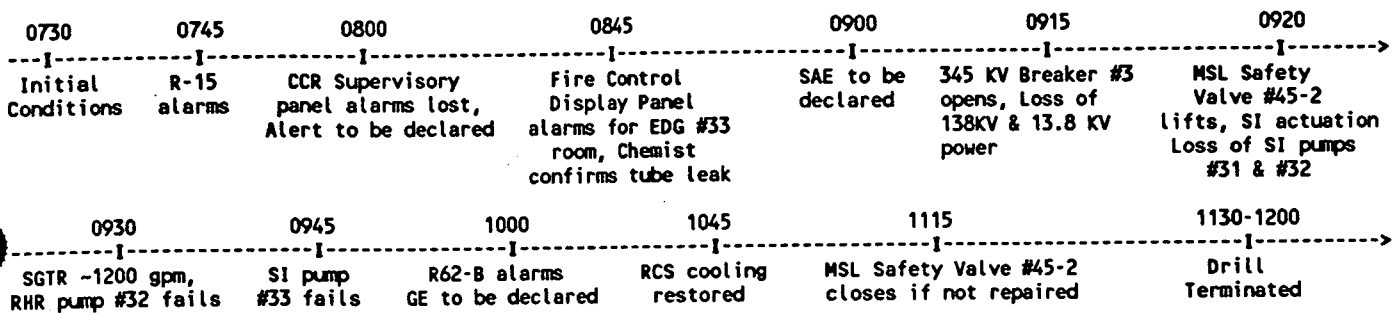 0730 0745 0800 0845 0900 0915 0920
Initial Conditions
R-15 alarms
CCR Supervisory panel alarms lost, Alert to be declared
Fire Control Display Panel alarms for EDG #33 room, Chemist confirms tube leak
SAE to be declared
345 KV Breaker #3 opens, Loss of 138KV & 13.8 KV power
MSL Safety Valve #45-2 lifts, SI actuation Loss of SI pumps #31 & #32
0930 0945 1000 1045 1115 1130-1200
SGTR ~1200 gpm, RHR pump #32 fails
SI pump #33 fails
R62-B alarms GE to be declared
RCS cooling restored
MSL Safety Valve #45-2 closes if not repaired
Drill Terminated